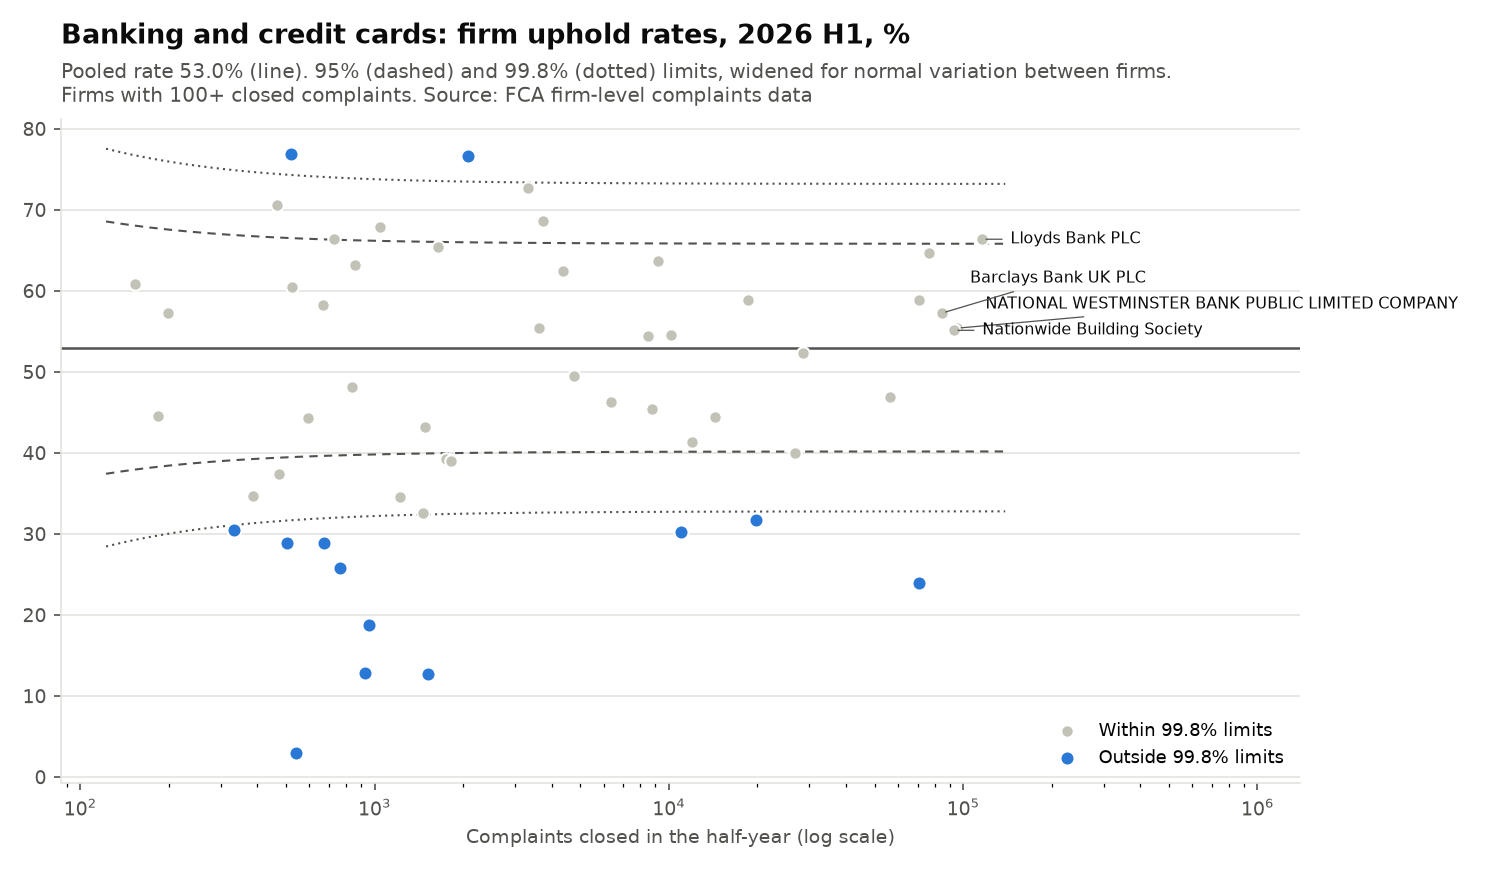 Banking and credit cards: firm uphold rates, 2026 H1, %
Pooled rate 53.0% (line). 95% (dashed) and 99.8% (dotted) limits, widened for normal variation between firms.
Firms with 100+ closed complaints. Source: FCA firm-level complaints data
80
70
60
50
40
30
20
10
0
Lloyds Bank PLC
Barclays Bank UK PLC
NATIONAL WESTMINSTER BANK PUBLIC LIMITED COMPANY
Nationwide Building Society
Within 99.8% limits
Outside 99.8% limits
10² 10³ 10⁴ 10⁵ 10⁶
Complaints closed in the half-year (log scale)